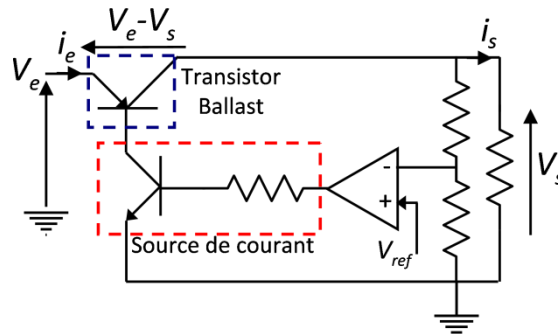 Ve-Vs
ie
is
Ve
Transistor
Ballast
Vs
-
+
Vref
Source de courant